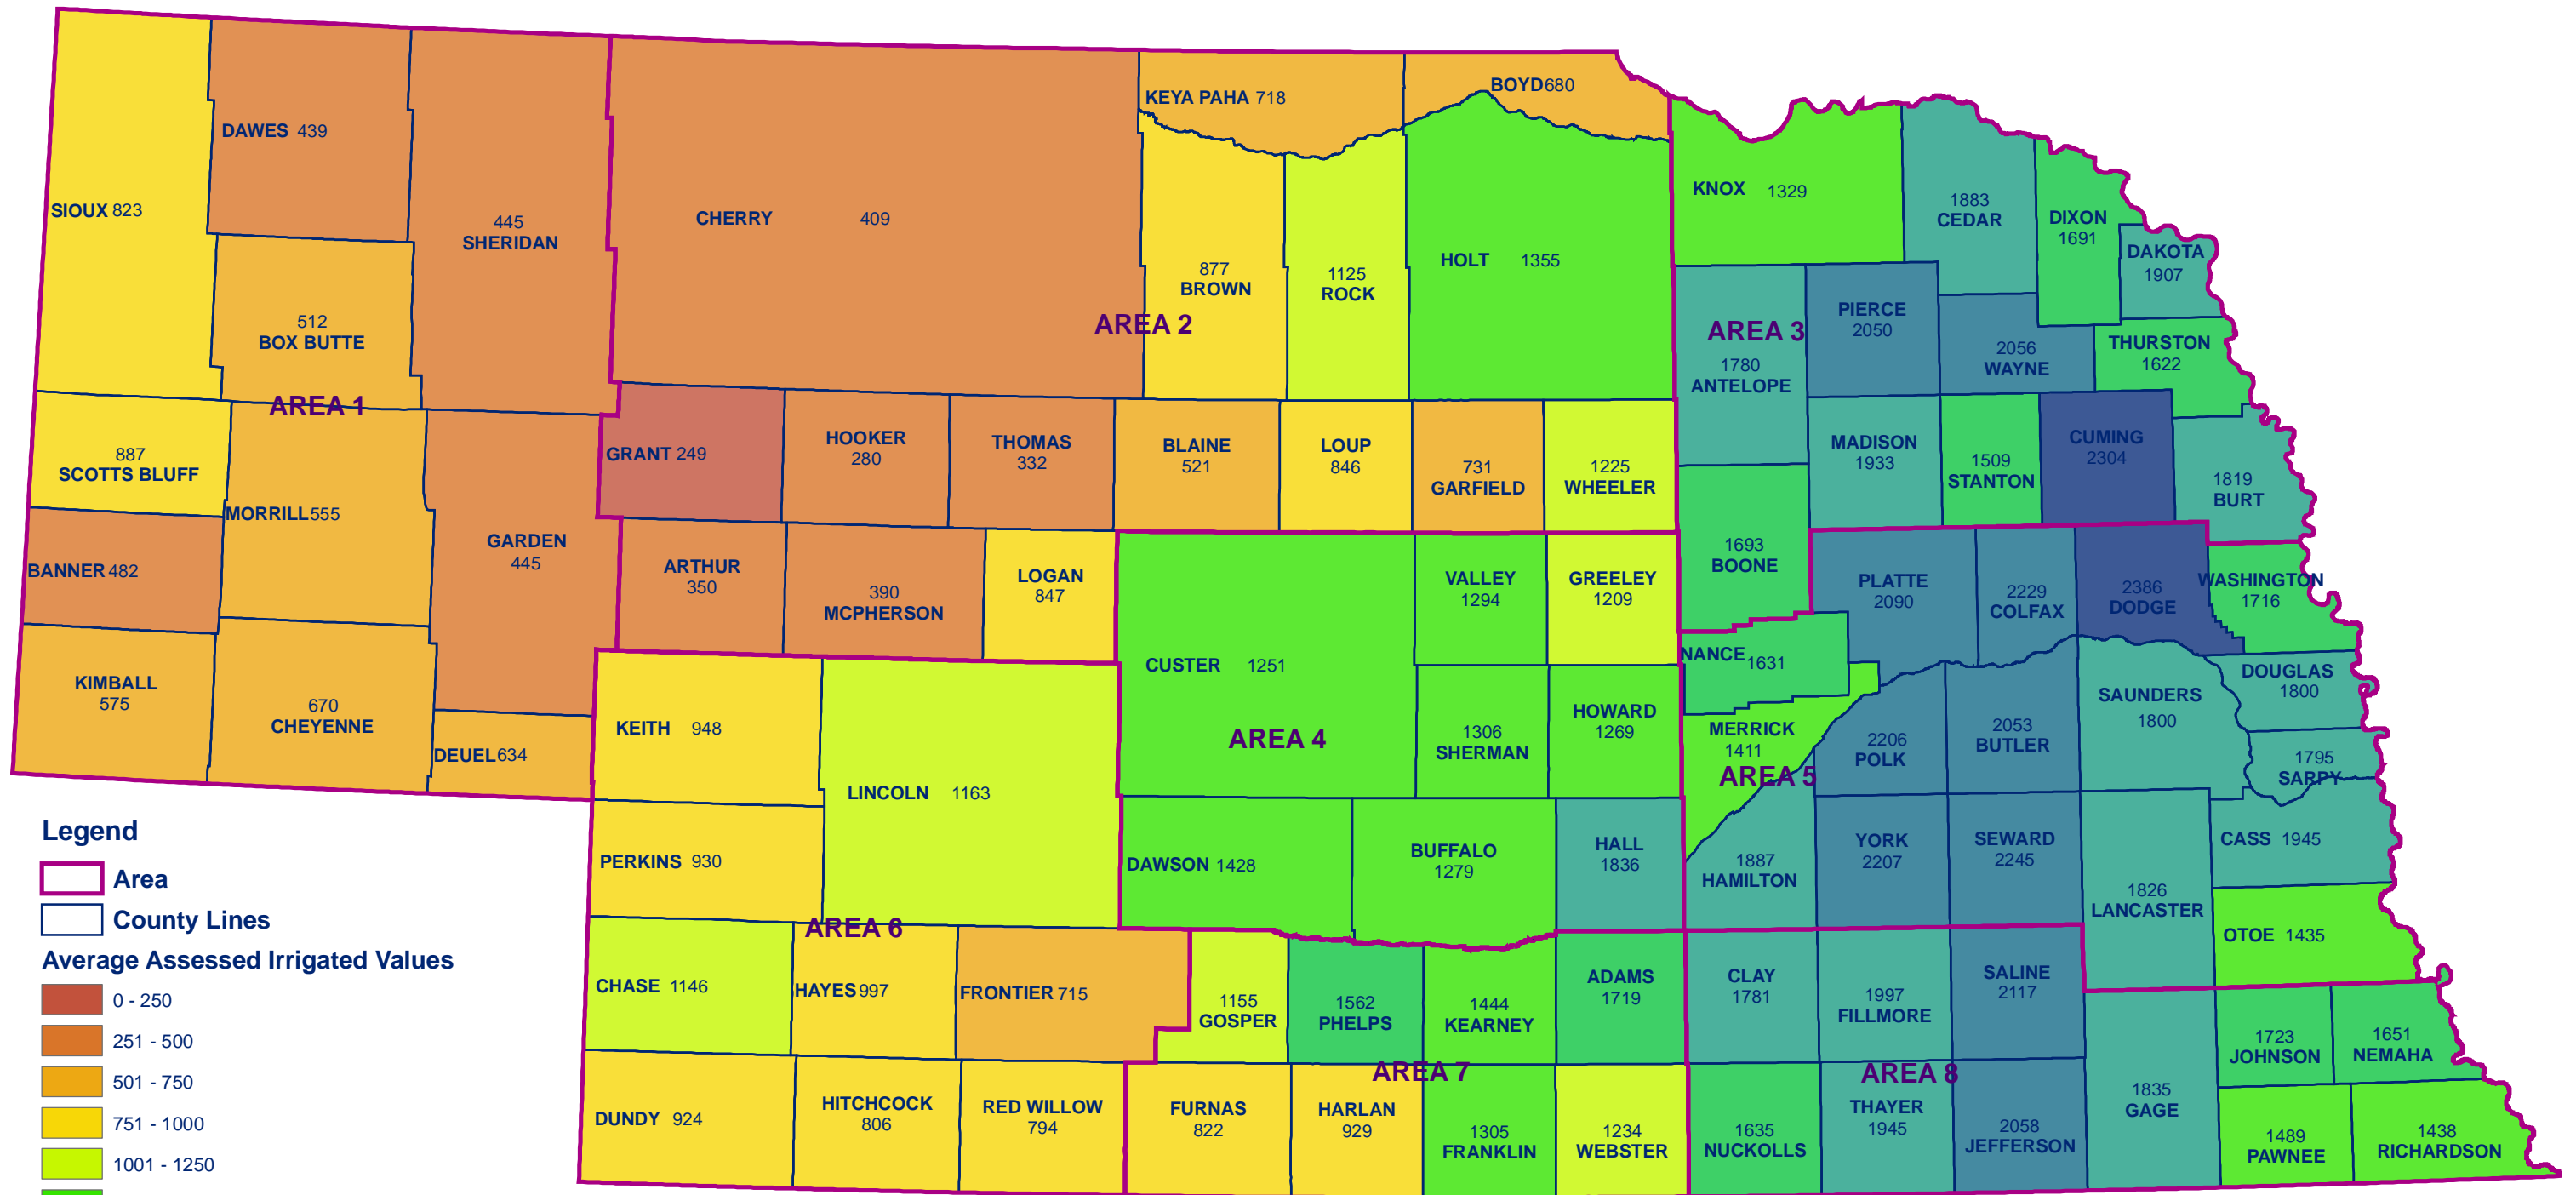 SIOUX 823
DAWES 439
445
SHERIDAN
512
BOX BUTTE
AREA 1
887
SCOTTS BLUFF
MORRILL 555
BANNER 482
GARDEN
445
KIMBALL
575
670
CHEYENNE
DEUEL 634
CHERRY 409
KEYA PAHA 718
BOYD 680
877
BROWN
1125
ROCK
HOLT 1355
AREA 2
GRANT 249
HOOKER
280
THOMAS
332
BLAINE
521
LOUP
846
731
GARFIELD
1225
WHEELER
ARTHUR
350
390
MCPHERSON
LOGAN
847
KNOX 1329
1883
CEDAR
DIXON
1691
DAKOTA
1907
AREA 3
1780
ANTELOPE
PIERCE
2050
2056
WAYNE
THURSTON
1622
MADISON
1933
1509
STANTON
CUMING
2304
1819
BURT
1693
BOONE
CUSTER 1251
VALLEY
1294
GREELEY
1209
AREA 4
1306
SHERMAN
HOWARD
1269
DAWSON 1428
BUFFALO
1279
HALL
1836
PLATTE
2090
2229
COLFAX
2386
DODGE
WASHINGTON
1716
NANCE 1631
MERRICK
1411
AREA 5
2206
POLK
2053
BUTLER
SAUNDERS
1800
DOUGLAS
1800
1795
SARPY
1887
HAMILTON
YORK
2207
SEWARD
2245
1826
LANCASTER
CASS 1945
OTOE 1435
KEITH 948
LINCOLN 1163
PERKINS 930
AREA 6
CHASE 1146
HAYES 997
FRONTIER 715
DUNDY 924
HITCHCOCK
806
RED WILLOW
794
1155
GOSPER
1562
PHELPS
1444
KEARNEY
ADAMS
1719
AREA 7
FURNAS
822
HARLAN
929
1305
FRANKLIN
1234
WEBSTER
CLAY
1781
1997
FILLMORE
SALINE
2117
AREA 8
1635
NUCKOLLS
THAYER
1945
2058
JEFFERSON
1835
GAGE
1723
JOHNSON
1651
NEMAHA
1489
PAWNEE
1438
RICHARDSON
Legend
Area
County Lines
Average Assessed Irrigated Values
0 - 250
251 - 500
501 - 750
751 - 1000
1001 - 1250